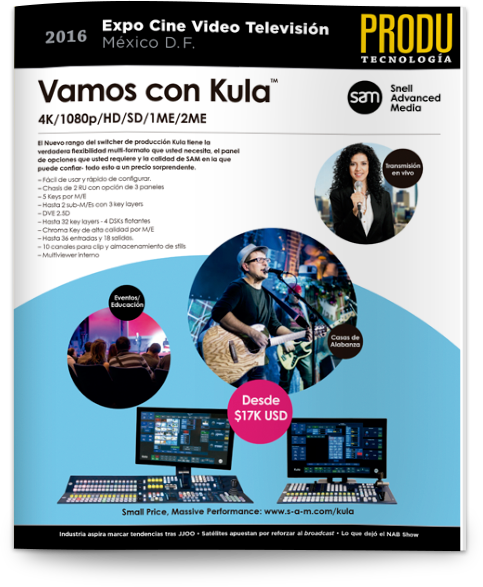 2016
Expo Cine Video Televisión
México D.F.
PRODU
TECNOLOGÍA
Vamos con Kula™
4K/1080p/HD/SD/1ME/2ME
sam
Snell
Advanced
Media
El Nuevo rango del switcher de producción Kula tiene la
verdadera flexibilidad multi-formato que usted necesita, el panel
de opciones que usted requiere y la calidad de SAM en la que
puede confiar- todo esto a un precio sorprendente.
– Fácil de usar y rápido de configurar.
– Chasis de 2 RU con opción de 3 paneles
– 5 Keys por M/E
– Hasta 2 sub-M/Es con 3 key layers
– DVE 2.5D
– Hasta 32 key layers - 4 DSKs flotantes
– Chroma Key de alta calidad por M/E
– Hasta 36 entradas y 18 salidas.
– 10 canales para clip y almacenamiento de stills
– Multiviewer interno
Transmisión
en vivo
Eventos/
Educación
Casas de
Alabanza
Desde
$17K USD
Small Price, Massive Performance: www.s-a-m.com/kula
Industria aspira marcar tendencias tras JJOO • Satélites apuestan por reforzar al broadcast • Lo que dejó el NAB Show